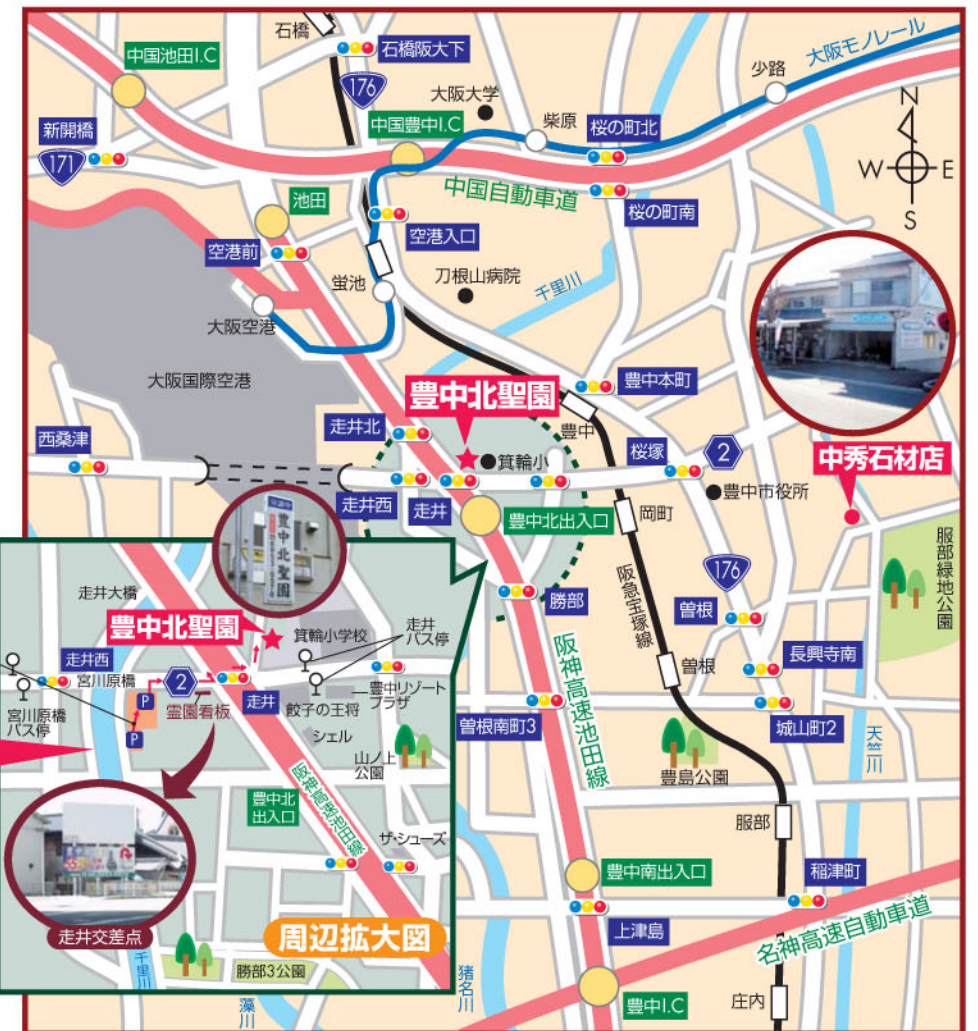 石橋
石橋阪大下
中国池田I.C
176
大阪モノレール
少路
大阪大学
中国豊中I.C
柴原
桜の町北
新開橋
171
N
W
E
S
中国自動車道
桜の町南
池田
空港入口
空港前
刀根山病院
千里川
蛍池
大阪空港
大阪国際空港
豊中本町
豊中北聖園
豊中
走井北
西桑津
箕輪小
桜塚
2
中秀石材店
走井西
走井
豊中市役所
豊中北出入口
岡町
服部緑地公園
豊中北聖園
176
阪急宝塚線
勝部
曽根
走井大橋
豊中北聖園
箕輪小学校
走井
バス停
阪神高速池田線
長興寺南
走井西
宮川原橋
2
曽根
P
霊園看板
走井
餃子の王将
豊中リゾート
プラザ
宮川原橋
バス停
P
シェル
曽根南町3
城山町2
天竺川
山ノ上
公園
豊島公園
豊中北
出入口
阪神高速池田線
服部
ザ・シューズ
豊中南出入口
稲津町
走井交差点
周辺拡大図
上津島
名神高速自動車道
千里川
勝部3公園
藻川
猪名川
豊中I.C
庄内